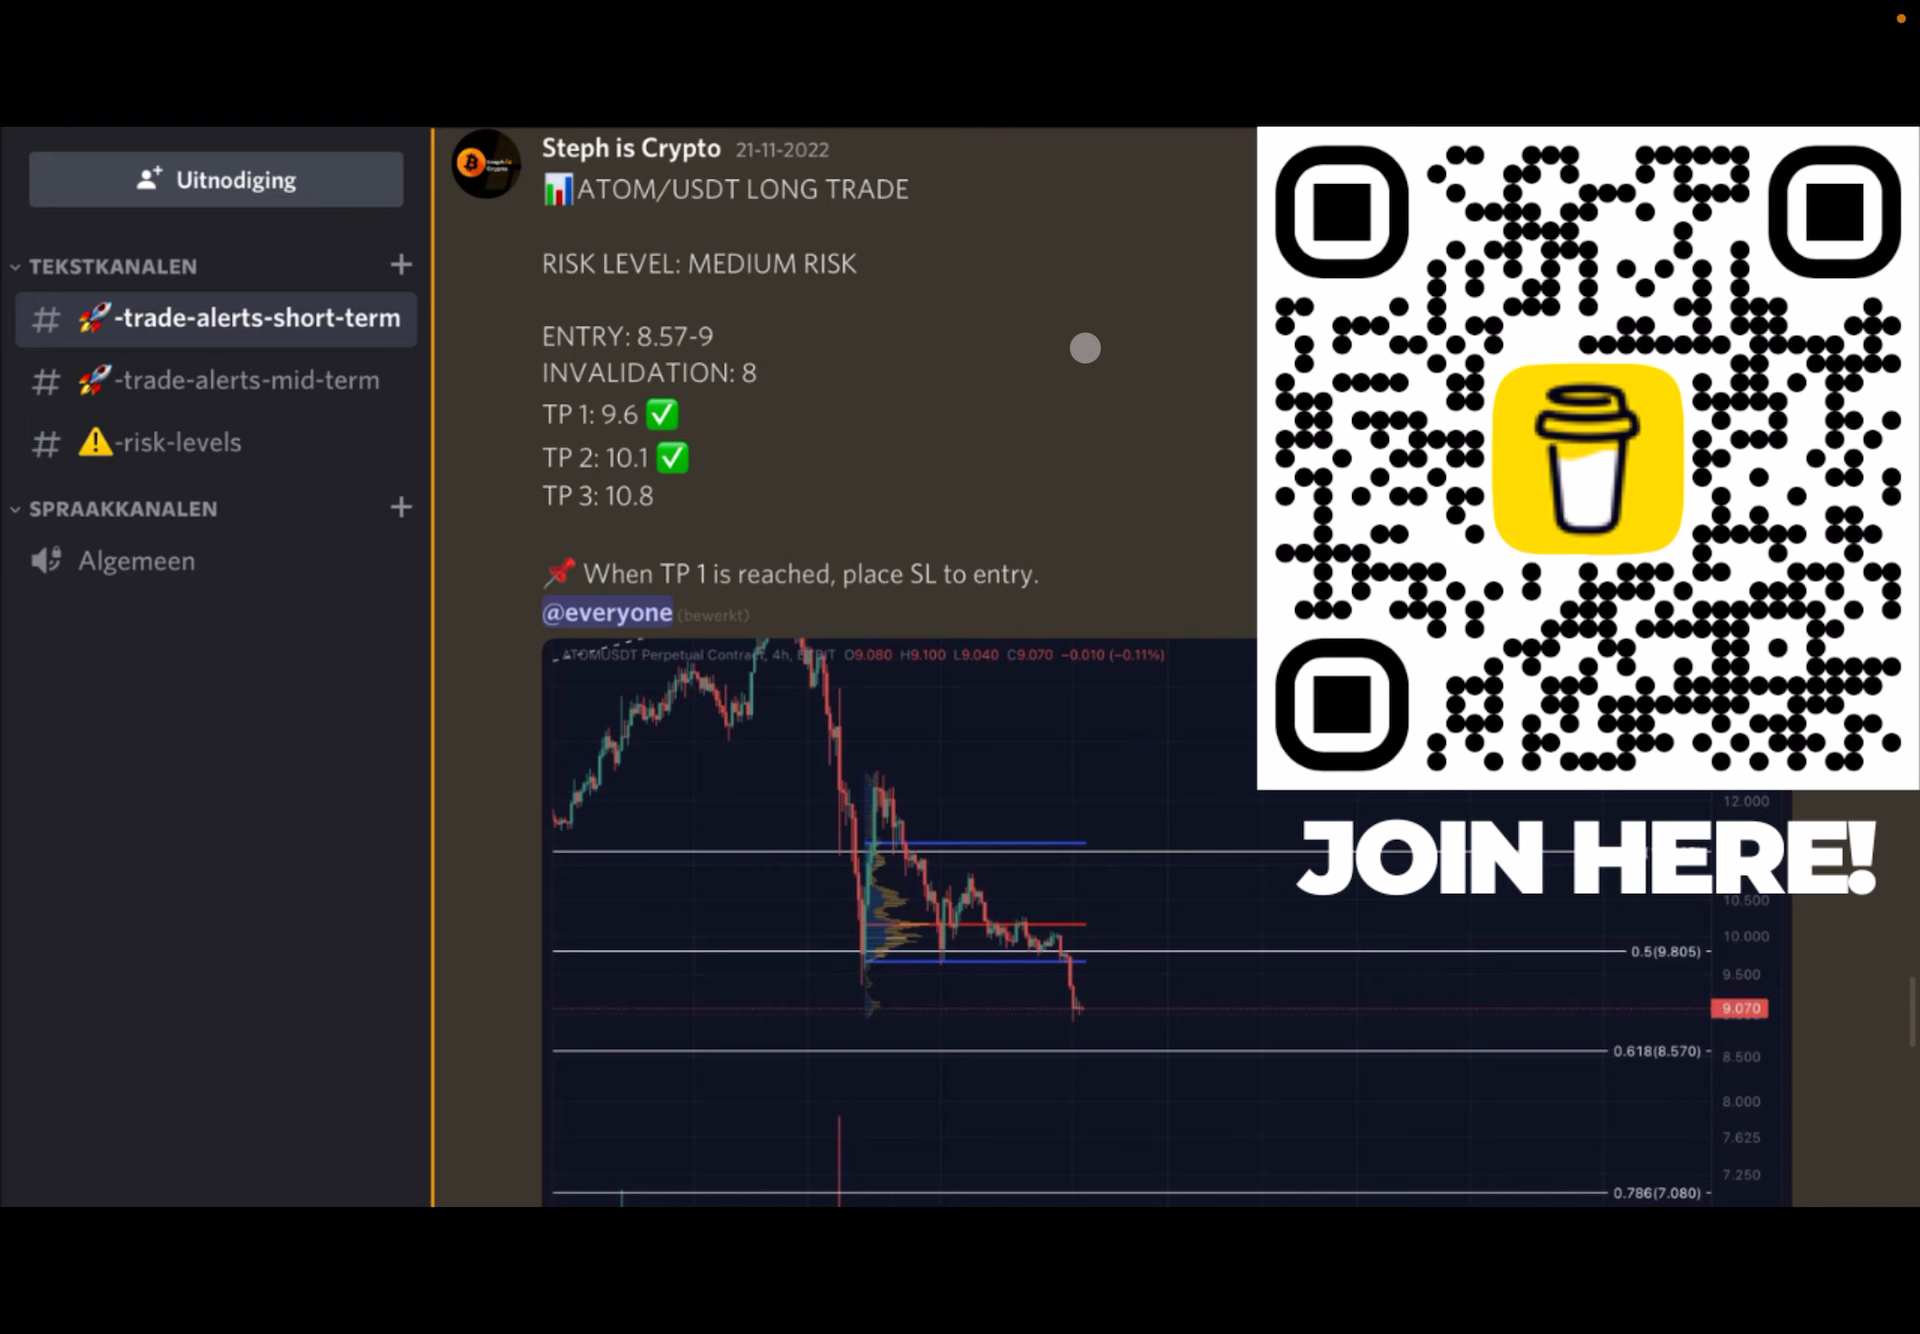 Uitnodiging
TEKSTKANALEN
# 🚀-trade-alerts-short-term
# 🚀-trade-alerts-mid-term
# ⚠️-risk-levels
SPRAAKKANALEN
Algemeen
Steph is Crypto 21-11-2022
📊ATOM/USDT LONG TRADE
RISK LEVEL: MEDIUM RISK
ENTRY: 8.57-9
INVALIDATION: 8
TP 1: 9.6 ✅
TP 2: 10.1 ✅
TP 3: 10.8
📌 When TP 1 is reached, place SL to entry.
@everyone (bewerkt)
ATOMUSDT Perpetual Contract, 4h, O9.080 H9.100 L9.040 C9.070 −0.010 (−0.11%)
JOIN HERE!
12.000
10.500
10.000
0.5(9.805)
9.500
9.070
0.618(8.570)
8.500
8.000
7.625
7.250
0.786(7.080)